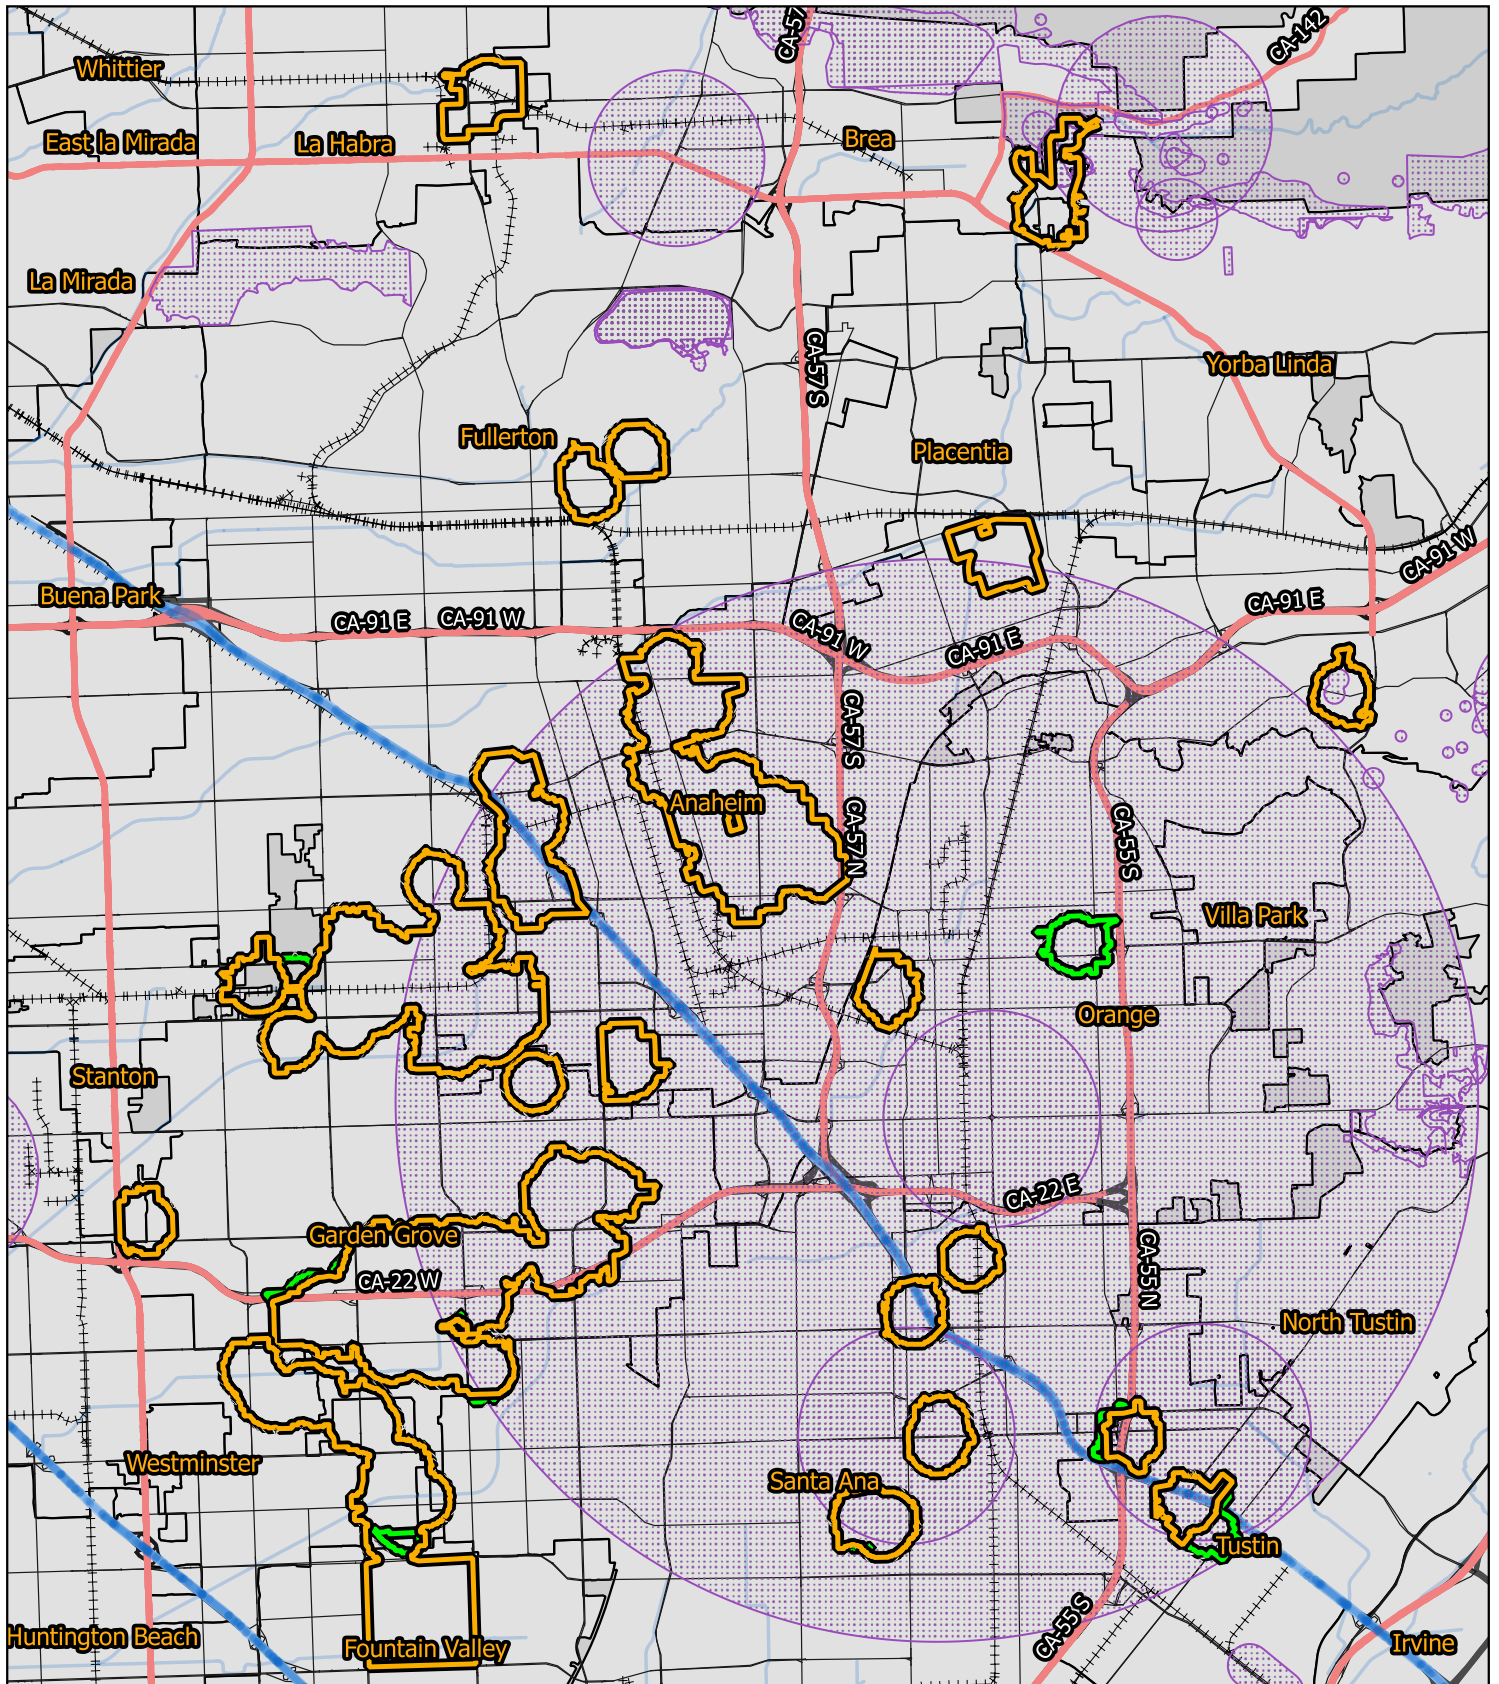 CA-57
CA-142
Whittier
East la Mirada
La Habra
Brea
La Mirada
CA-57 S
Yorba Linda
Fullerton
Placentia
CA-91 W
Buena Park
CA-91 E
CA-91 W
CA-91 W
CA-91 E
CA-91 E
CA-57 S
Anaheim
CA-57 N
CA-55 S
Villa Park
Orange
Stanton
CA-22 E
Garden Grove
CA-22 W
CA-55 N
North Tustin
Westminster
Santa Ana
Tustin
CA-55 S
Huntington Beach
Fountain Valley
Irvine